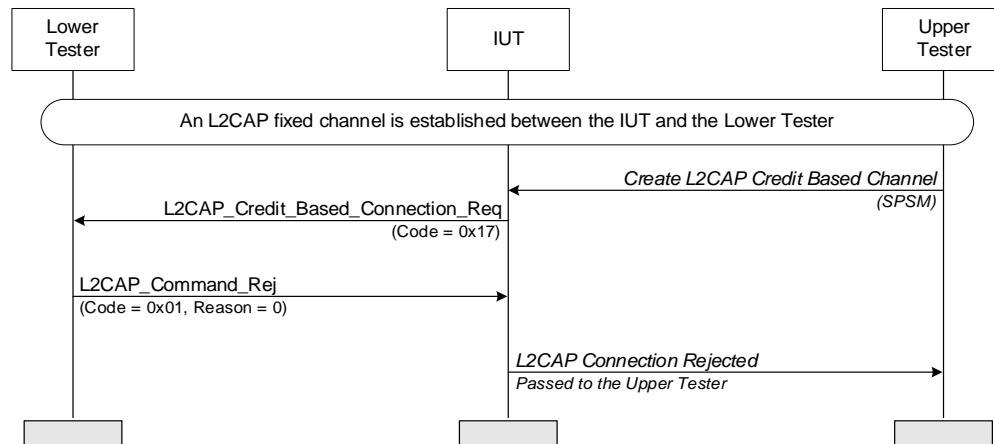 Lower
Tester
IUT
Upper
Tester
An L2CAP fixed channel is established between the IUT and the Lower Tester
Create L2CAP Credit Based Channel
(SPSM)
L2CAP_Credit_Based_Connection_Req
(Code = 0x17)
L2CAP_Command_Rej
(Code = 0x01, Reason = 0)
L2CAP Connection Rejected
Passed to the Upper Tester